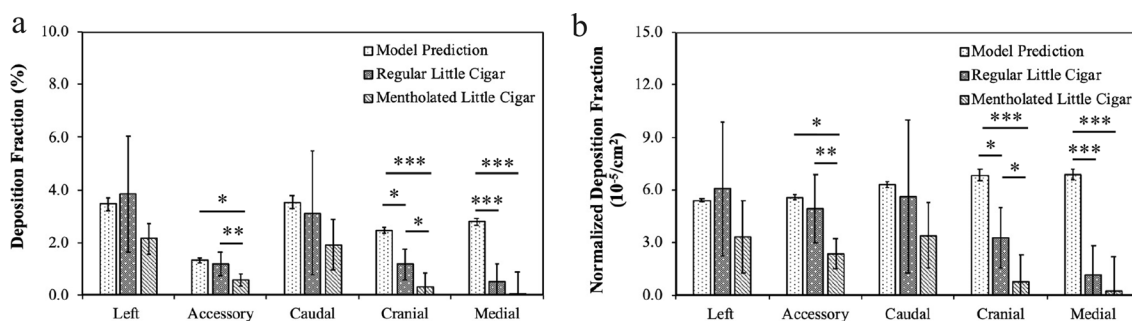 a
10.0
8.0
6.0
4.0
2.0
0.0
Deposition Fraction (%)
Model Prediction
Regular Little Cigar
Mentholated Little Cigar
*
**
***
*
*
***
***
Left Accessory Caudal Cranial Medial
b
15.0
12.0
9.0
6.0
3.0
0.0
Normalized Deposition Fraction
(10⁻⁵/cm²)
Model Prediction
Regular Little Cigar
Mentholated Little Cigar
*
**
***
*
*
***
***
Left Accessory Caudal Cranial Medial